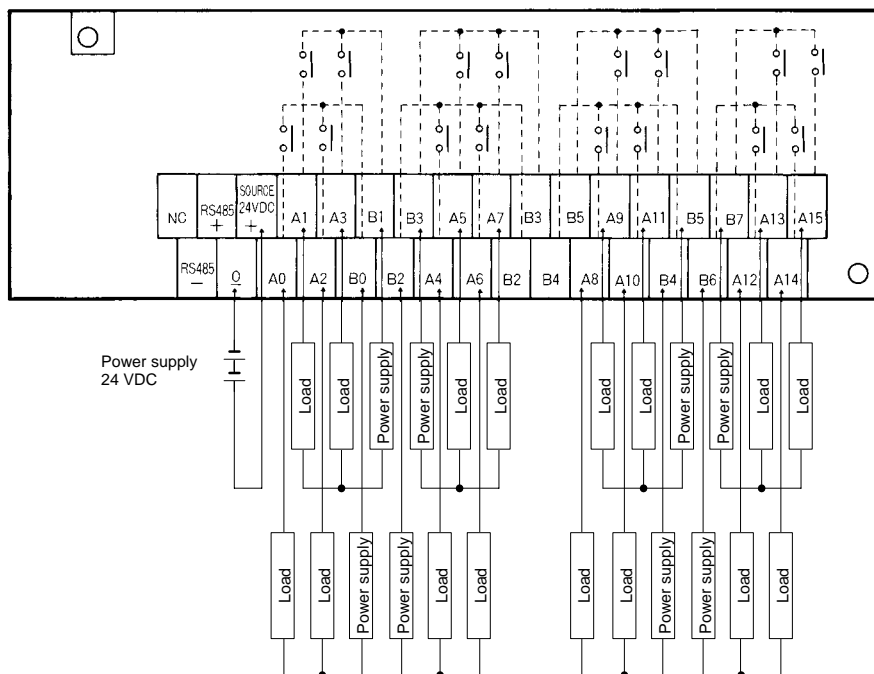 NC RS485 + SOURCE 24VDC + A1 A3 B1 B3 A5 A7 B3 B5 A9 A11 B5 B7 A13 A15
RS485 − 0 A0 A2 B0 B2 A4 A6 B2 B4 A8 A10 B4 B6 A12 A14
Power supply
24 VDC
Load Load Power supply Power supply Load Load Load Load Power supply Power supply Load Load
Load Load Power supply Power supply Load Load Load Load Power supply Power supply Load Load